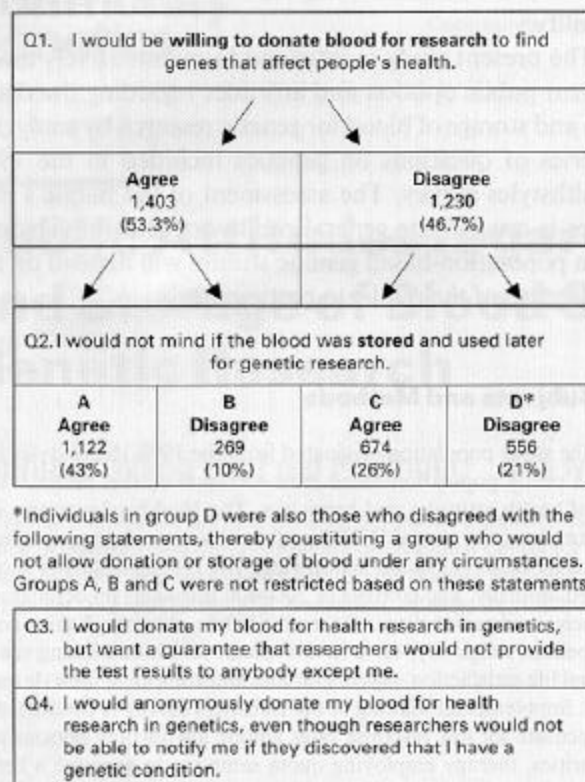 Q1. I would be willing to donate blood for research to find
genes that affect people's health.
Agree
1,403
(53.3%)
Disagree
1,230
(46.7%)
Q2. I would not mind if the blood was stored and used later
for genetic research.
A
Agree
1,122
(43%)
B
Disagree
269
(10%)
C
Agree
674
(26%)
D*
Disagree
556
(21%)
*Individuals in group D were also those who disagreed with the
following statements, thereby coustituting a group who would
not allow donation or storage of blood under any circumstances.
Groups A, B and C were not restricted based on these statements
Q3. I would donate my blood for health research in genetics,
but want a guarantee that researchers would not provide
the test results to anybody except me.
Q4. I would anonymously donate my blood for health
research in genetics, even though researchers would not
be able to notify me if they discovered that I have a
genetic condition.